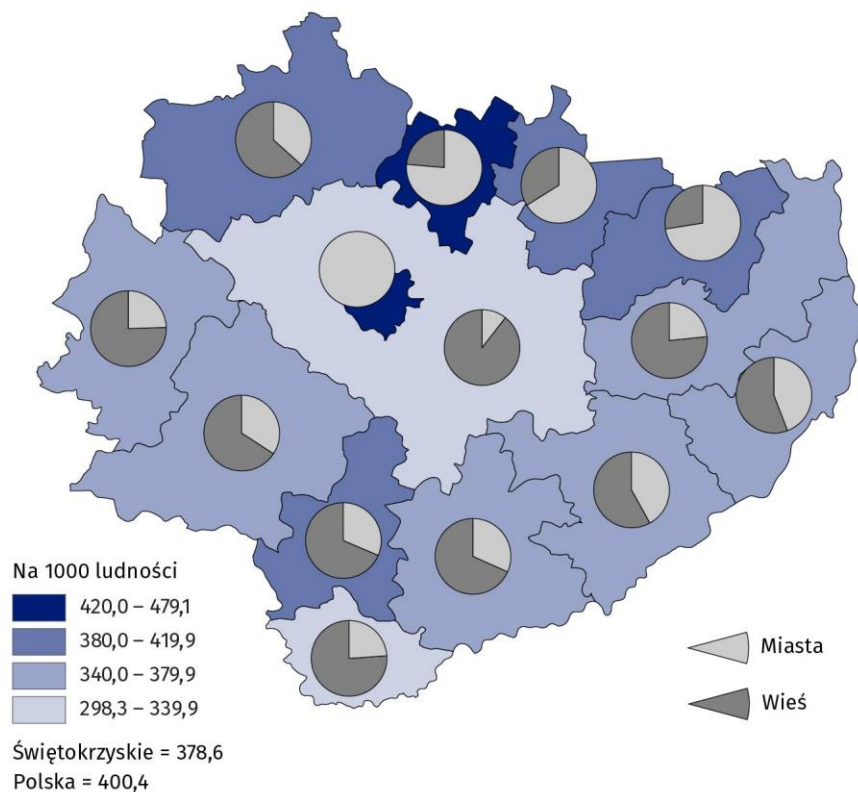 Na 1000 ludności
420,0 – 479,1
380,0 – 419,9
340,0 – 379,9
298,3 – 339,9
Świętokrzyskie = 378,6
Polska = 400,4
Miasta
Wieś